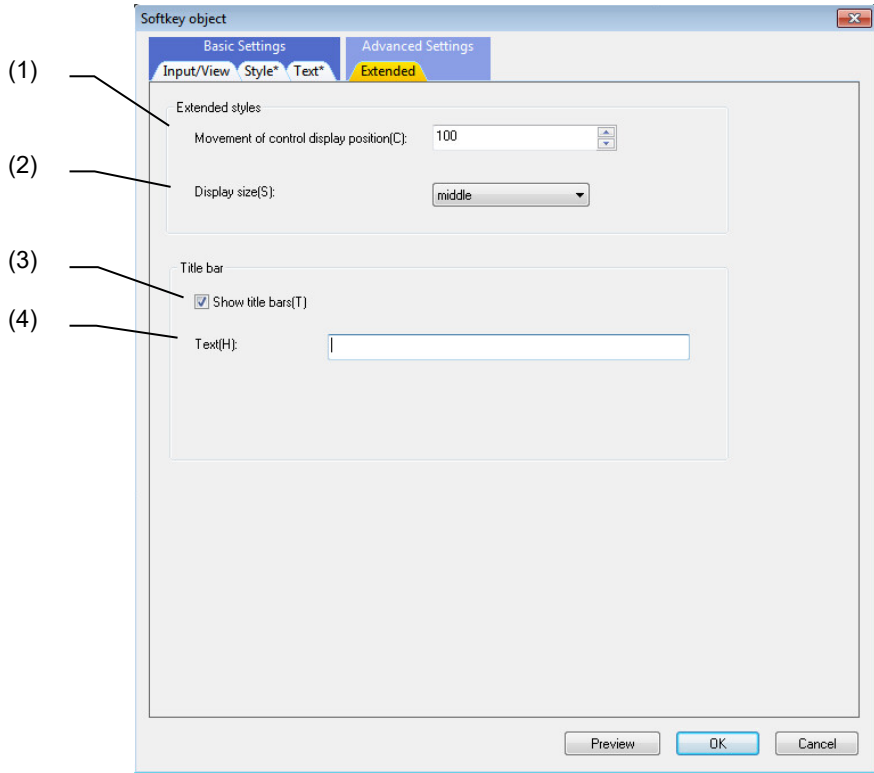 Softkey object
Basic Settings Advanced Settings
Input/View Style* Text* Extended
(1)
Extended styles
Movement of control display position(C): 100
(2)
Display size(S): middle
(3)
Title bar
Show title bars(T)
(4)
Text(H):
Preview OK Cancel